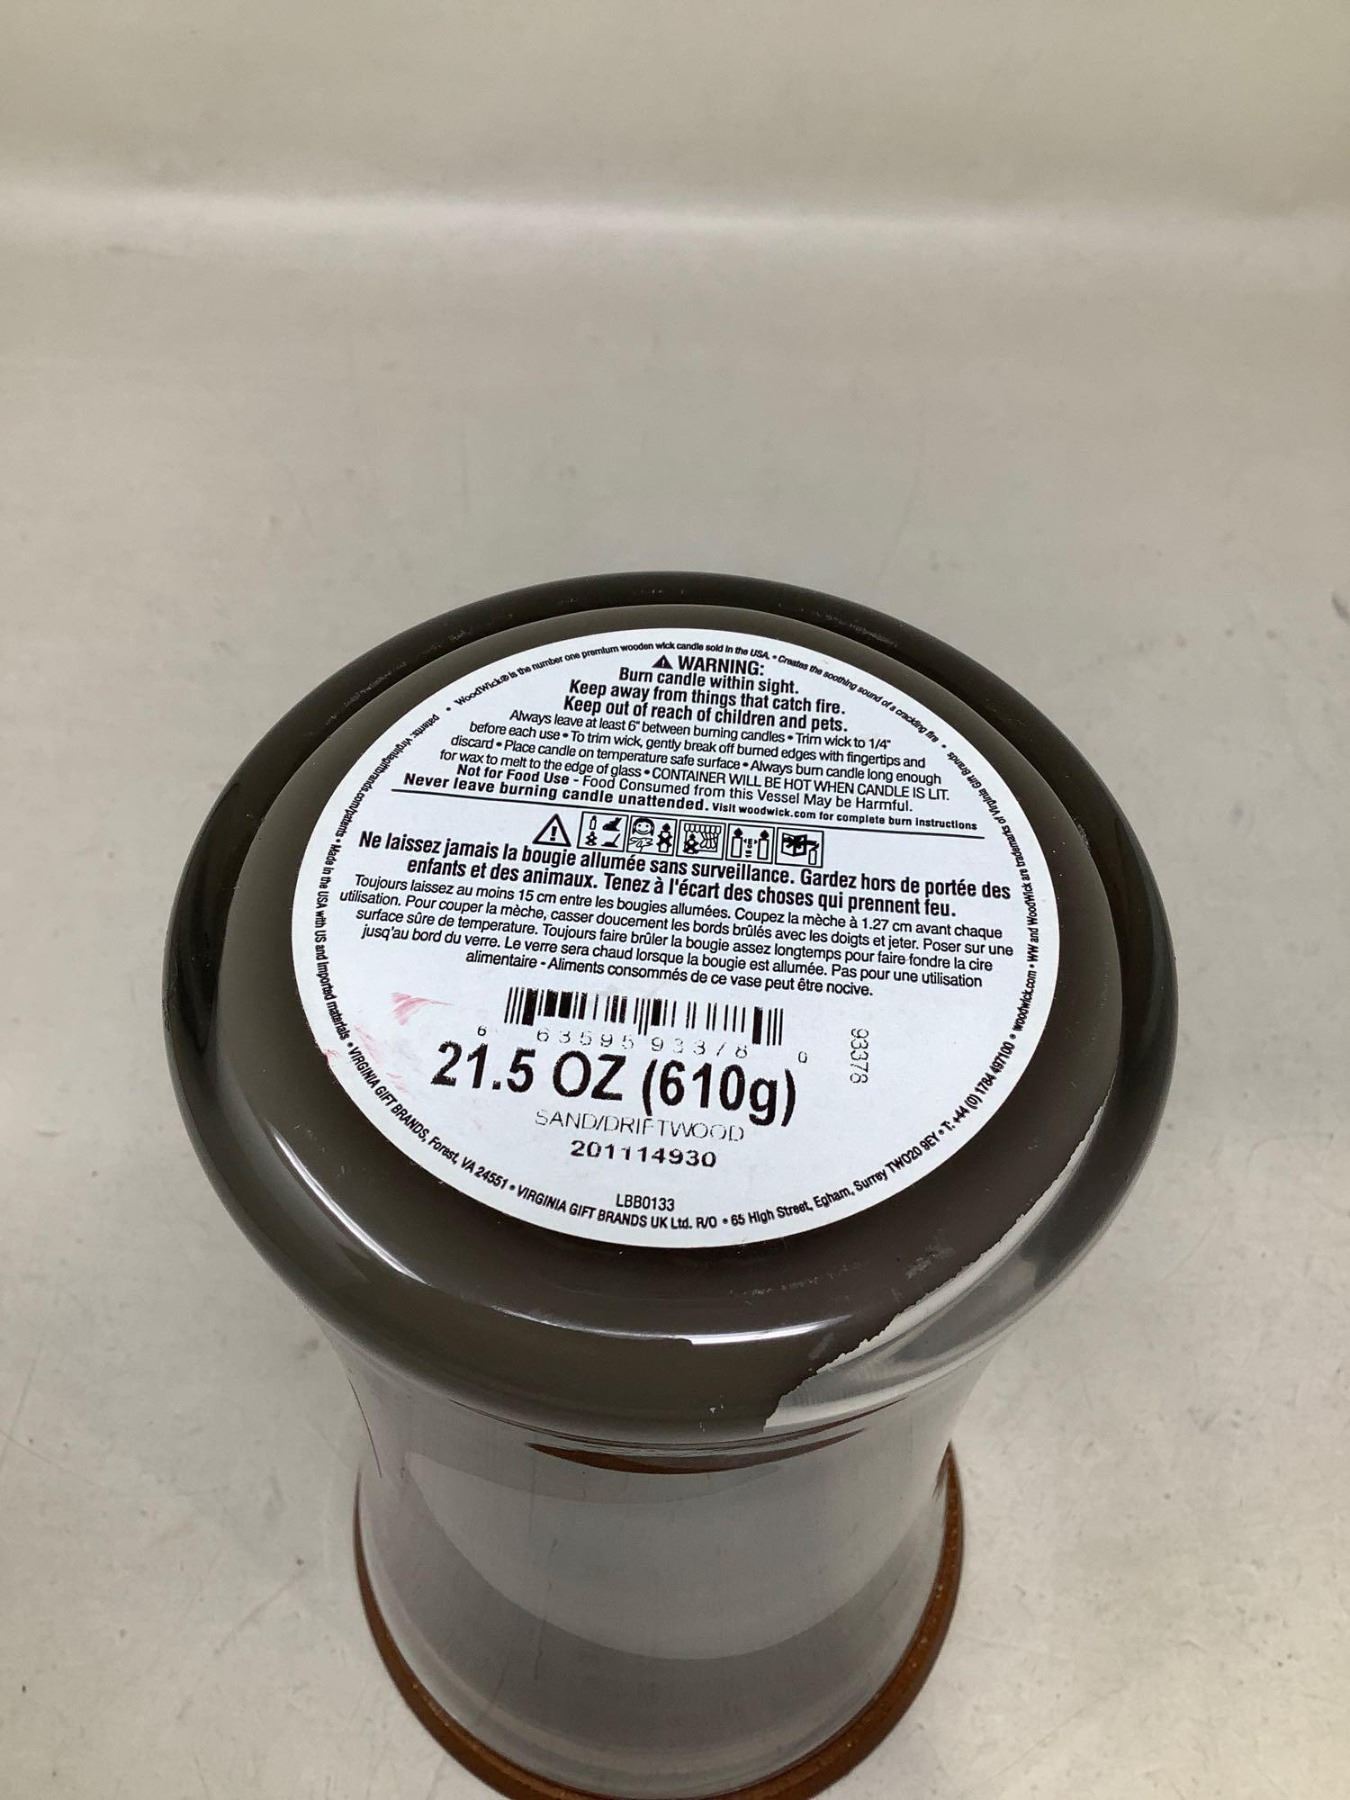 WoodWick® is the number one premium wooden wick candle sold in the USA. • Creates the soothing sound of a crackling fire •
WARNING:
Burn candle within sight.
Keep away from things that catch fire.
Keep out of reach of children and pets.
Always leave at least 6" between burning candles • Trim wick to 1/4"
before each use • To trim wick, gently break off burned edges with fingertips and
discard • Place candle on temperature safe surface • Always burn candle long enough
for wax to melt to the edge of glass • CONTAINER WILL BE HOT WHEN CANDLE IS LIT.
Not for Food Use - Food Consumed from this Vessel May be Harmful.
Never leave burning candle unattended. Visit woodwick.com for complete burn instructions
Ne laissez jamais la bougie allumée sans surveillance. Gardez hors de portée des
enfants et des animaux. Tenez à l'écart des choses qui prennent feu.
Toujours laissez au moins 15 cm entre les bougies allumées. Coupez la mèche à 1.27 cm avant chaque
utilisation. Pour couper la mèche, casser doucement les bords brûlés avec les doigts et jeter. Poser sur une
surface sûre de température. Toujours faire brûler la bougie assez longtemps pour faire fondre la cire
jusq'au bord du verre. Le verre sera chaud lorsque la bougie est allumée. Pas pour une utilisation
alimentaire - Aliments consommés de ce vase peut être nocive.
6 63595 93378 0
93378
21.5 OZ (610g)
SAND/DRIFTWOOD
201114930
LBB0133
patents: virginiagiftbrands.com/patents • Made in the USA with US and imported materials • VIRGINIA GIFT BRANDS, Forest, VA 24551 • VIRGINIA GIFT BRANDS UK Ltd. R/O • 65 High Street, Egham, Surrey TW020 9EY • T: +44 (0) 1784 497100 • woodwick.com • WW and WoodWick are trademarks of Virginia Gift Brands